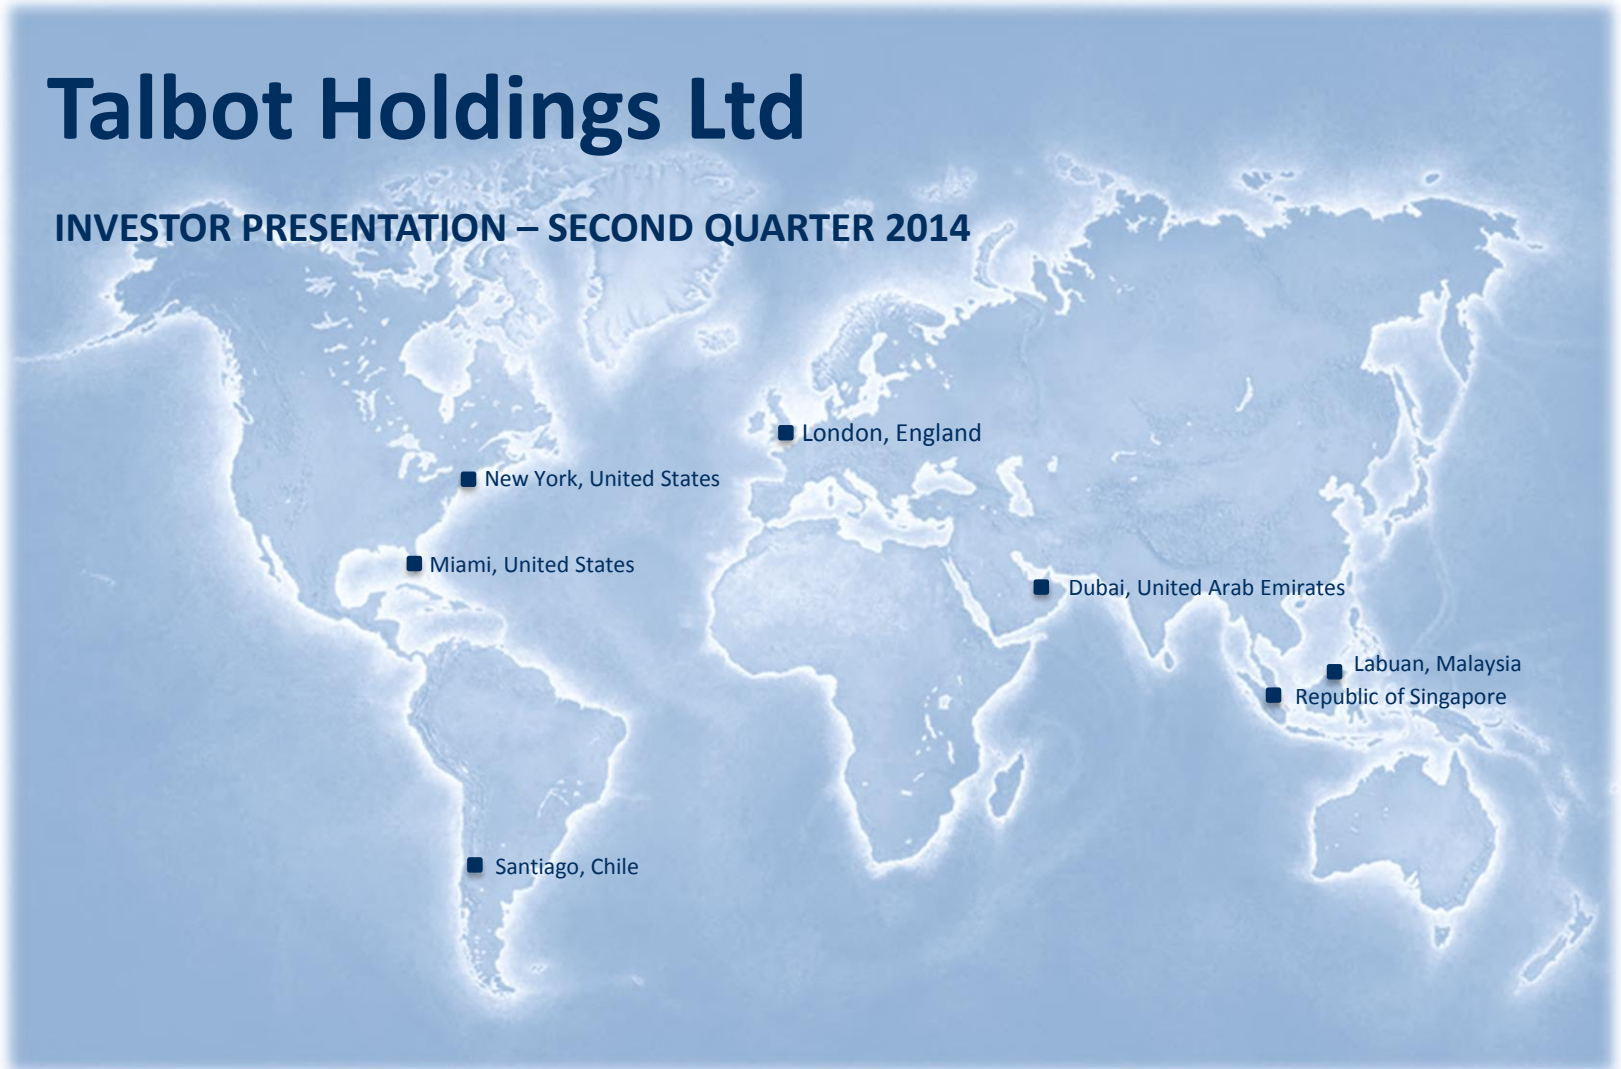 Talbot Holdings Ltd
INVESTOR PRESENTATION – SECOND QUARTER 2014
London, England
New York, United States
Miami, United States
Dubai, United Arab Emirates
Labuan, Malaysia
Republic of Singapore
Santiago, Chile